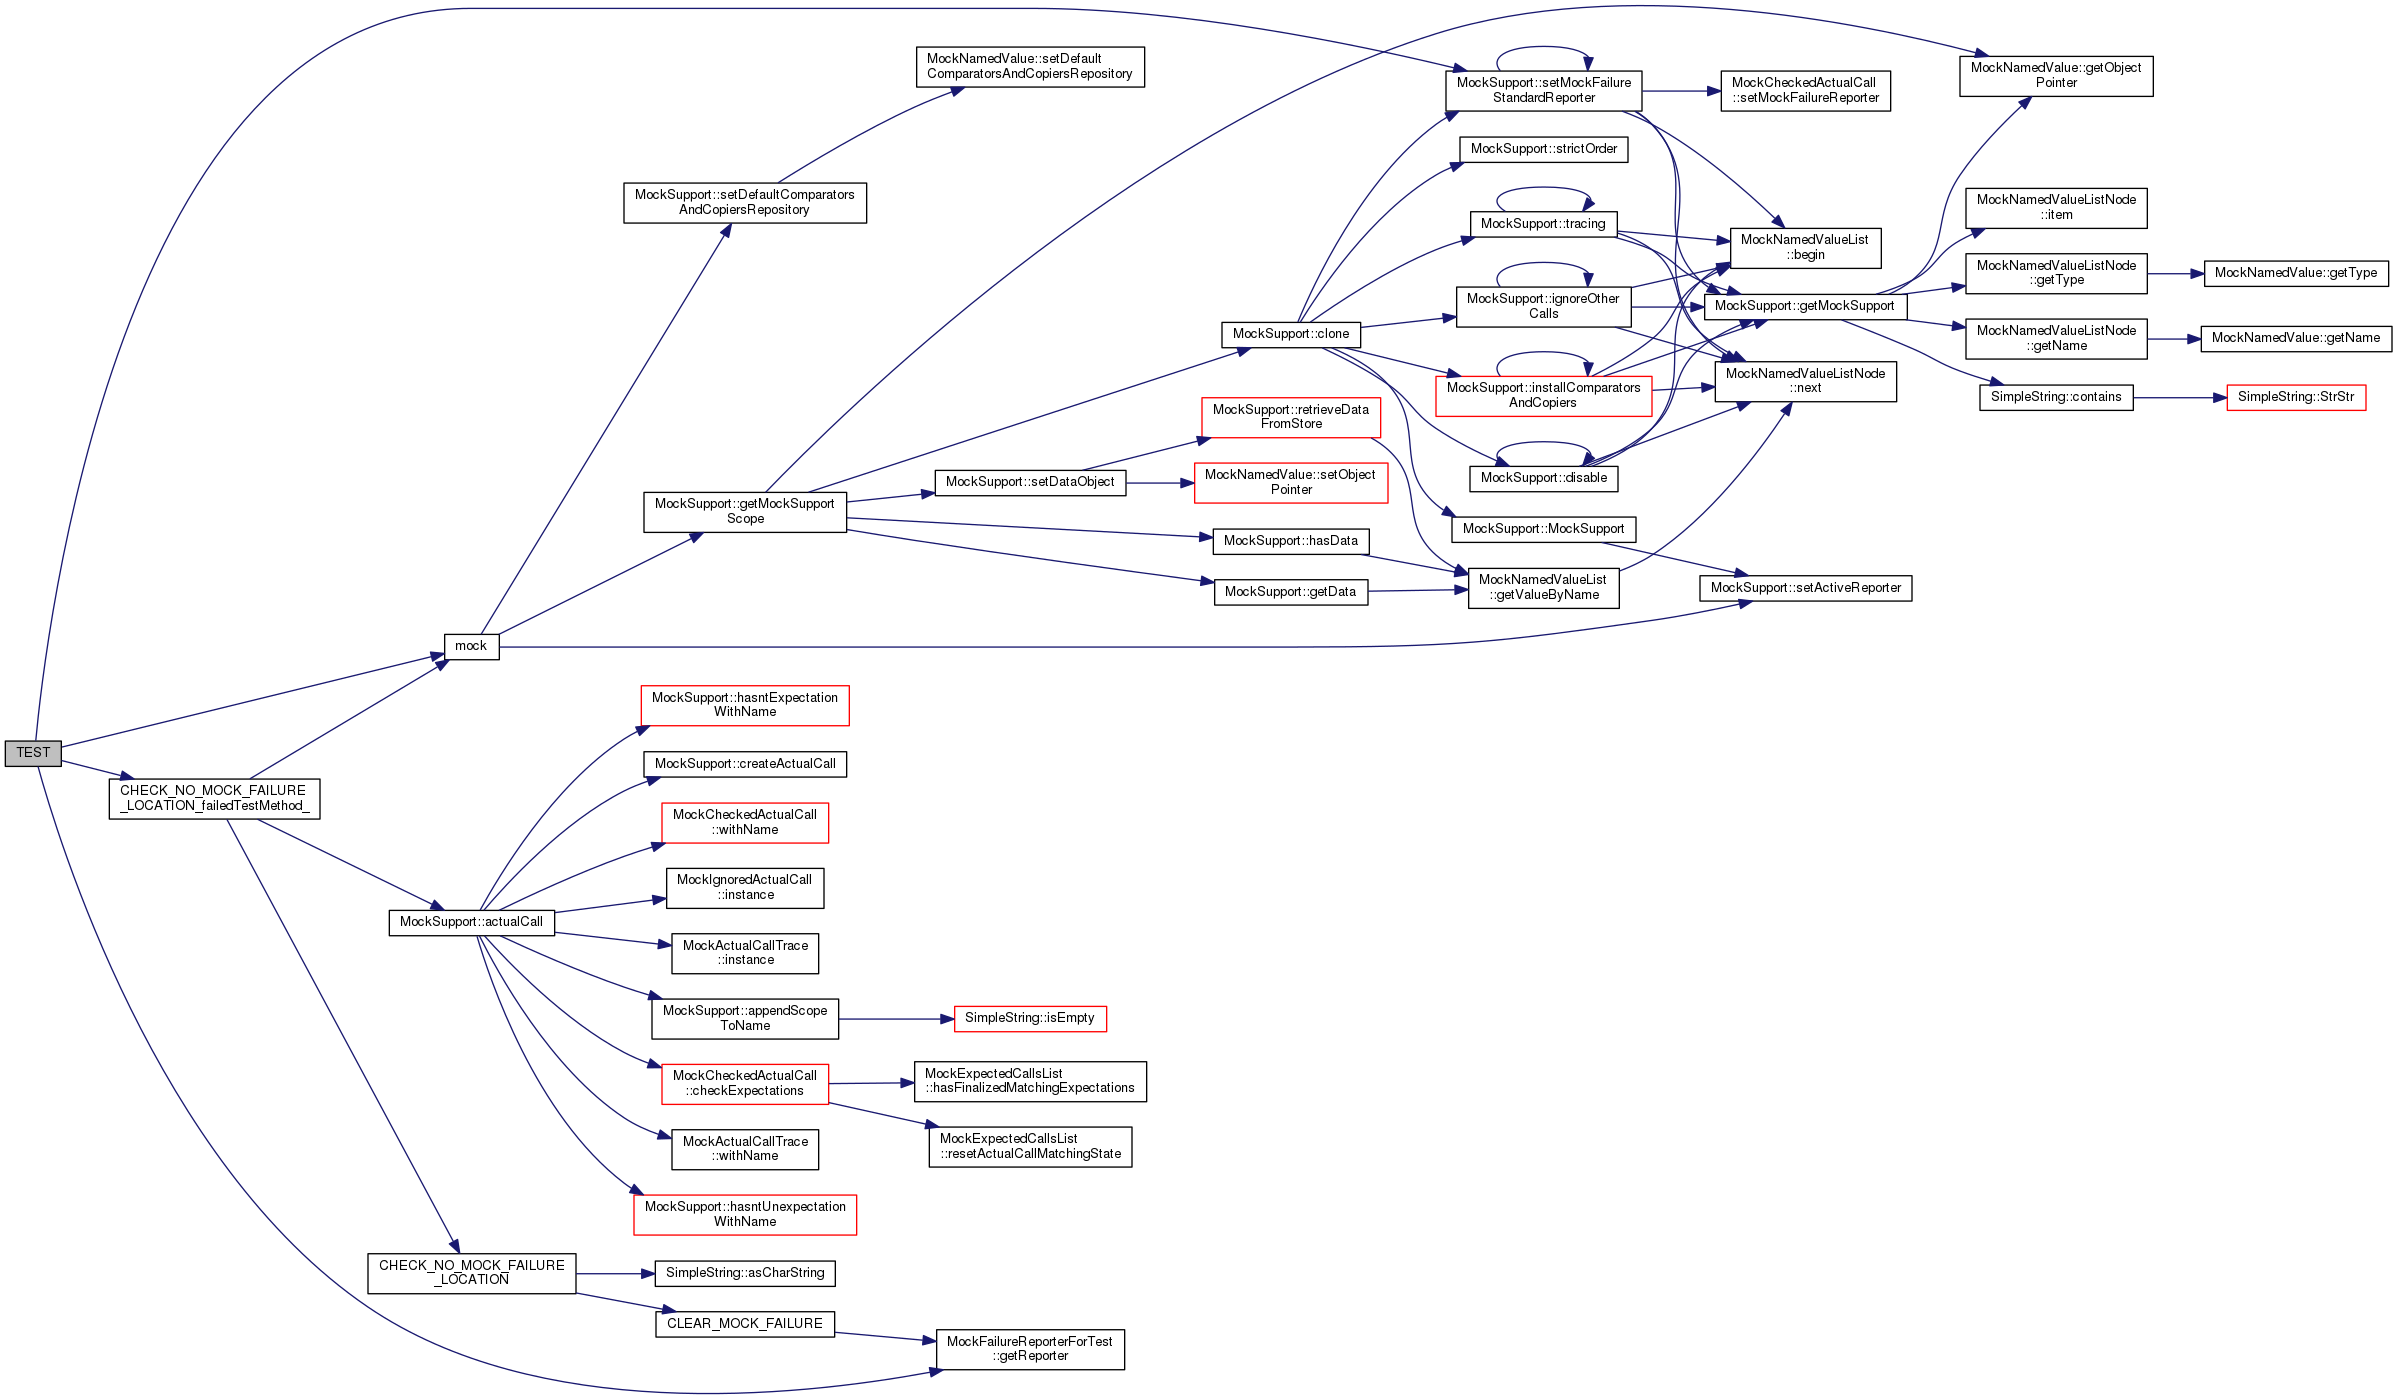 TEST
CHECK_NO_MOCK_FAILURE
_LOCATION_failedTestMethod_
mock
MockSupport::actualCall
CHECK_NO_MOCK_FAILURE
_LOCATION
MockSupport::setDefaultComparators
AndCopiersRepository
MockSupport::getMockSupport
Scope
MockSupport::hasntExpectation
WithName
MockSupport::createActualCall
MockCheckedActualCall
::withName
MockIgnoredActualCall
::instance
MockActualCallTrace
::instance
MockSupport::appendScope
ToName
MockCheckedActualCall
::checkExpectations
MockActualCallTrace
::withName
MockSupport::hasntUnexpectation
WithName
SimpleString::asCharString
CLEAR_MOCK_FAILURE
MockNamedValue::setDefault
ComparatorsAndCopiersRepository
MockSupport::setDataObject
SimpleString::isEmpty
MockExpectedCallsList
::hasFinalizedMatchingExpectations
MockExpectedCallsList
::resetActualCallMatchingState
MockFailureReporterForTest
::getReporter
MockSupport::clone
MockSupport::retrieveData
FromStore
MockNamedValue::setObject
Pointer
MockSupport::hasData
MockSupport::getData
MockSupport::setMockFailure
StandardReporter
MockSupport::strictOrder
MockSupport::tracing
MockSupport::ignoreOther
Calls
MockSupport::installComparators
AndCopiers
MockSupport::disable
MockSupport::MockSupport
MockNamedValueList
::getValueByName
MockCheckedActualCall
::setMockFailureReporter
MockNamedValueList
::begin
MockSupport::getMockSupport
MockNamedValueListNode
::next
MockSupport::setActiveReporter
MockNamedValue::getObject
Pointer
MockNamedValueListNode
::item
MockNamedValueListNode
::getType
MockNamedValueListNode
::getName
SimpleString::contains
MockNamedValue::getType
MockNamedValue::getName
SimpleString::StrStr